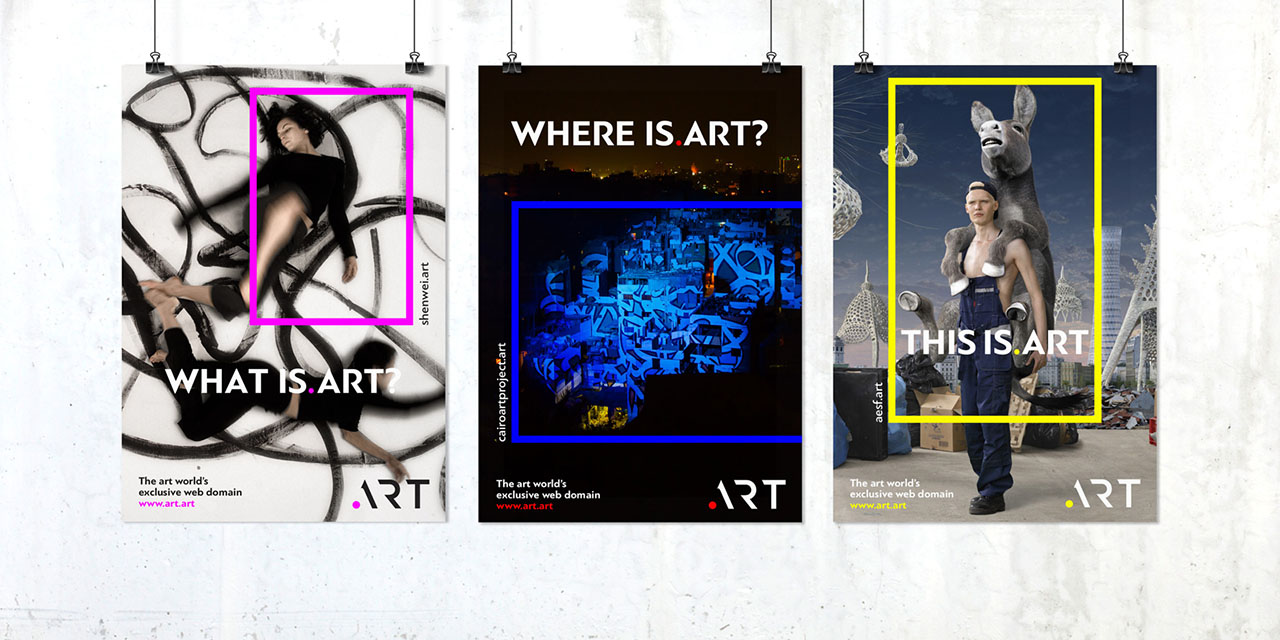 shenwei.art
WHAT IS.ART?
The art world's
exclusive web domain
www.art.art
.ART
WHERE IS.ART?
cairoartproject.art
The art world's
exclusive web domain
www.art.art
.ART
THIS IS.ART
aesf.art
The art world's
exclusive web domain
www.art.art
.ART